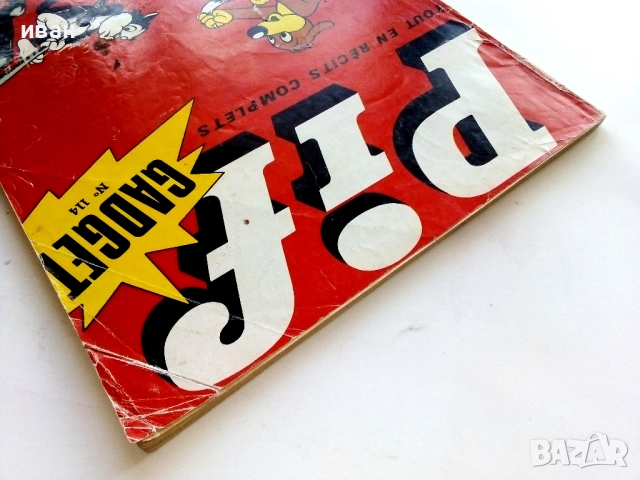 иван
TOUT EN RÉCITS COMPLETS
Pif
GADGET
Nº 114
BAZAR